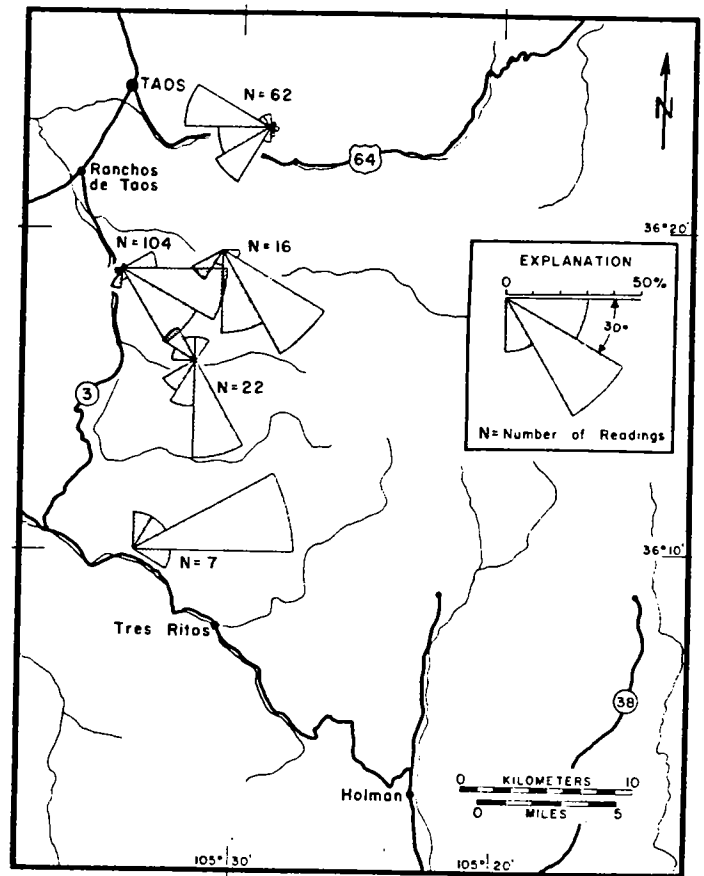 TAOS
N = 62
64
N
Ranchos
de Taos
36° 20'
N = 104
N = 16
EXPLANATION
0 50%
30°
N = Number of Readings
3
N = 22
36° 10'
N = 7
Tres Ritos
38
0 KILOMETERS 10
0 MILES 5
Holman
105° 30'
105° 20'